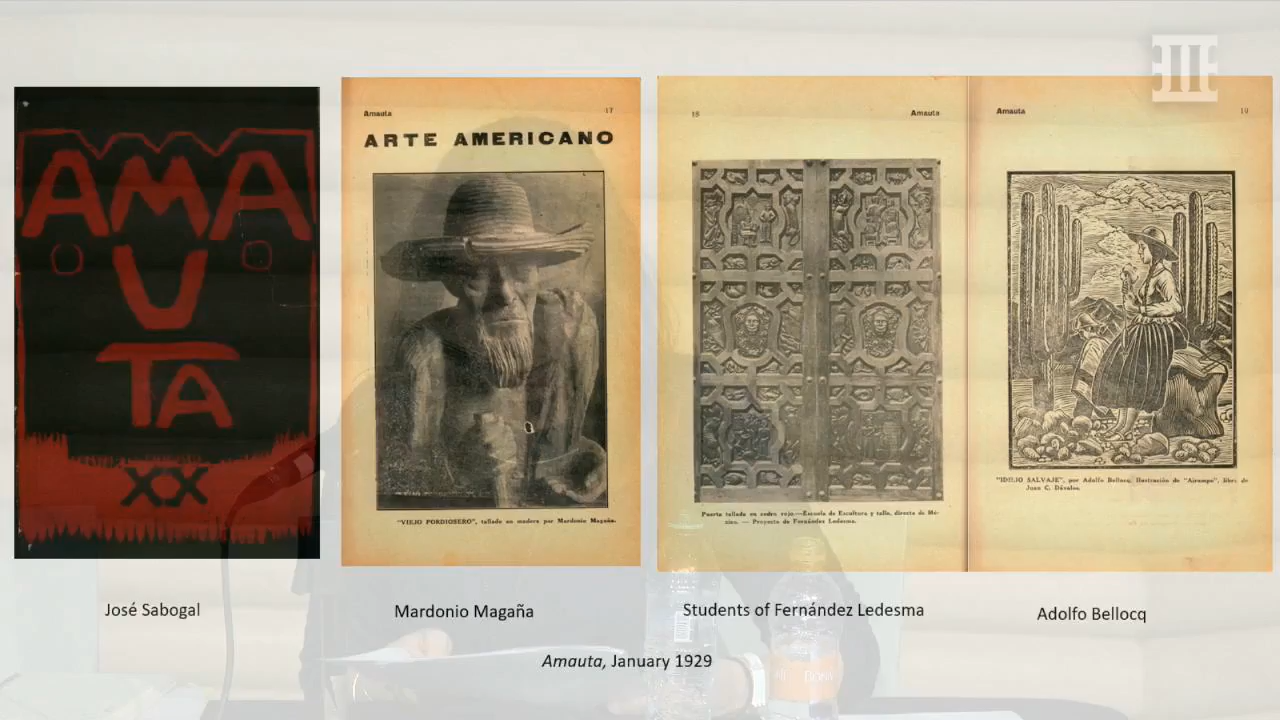 AMA
U
TA
XX
Amauta
17
ARTE AMERICANO
"VIEJO PORDIOSERO", tallado en madera por Mardonio Magaña.
18
Amauta
Puerta tallada en cedro rojo.—Escuela de Escultura y talla, directa de Mé-
xico. — Proyecto de Fernández Ledesma.
Amauta
19
"IDILIO SALVAJE", por Adolfo Bellocq. Ilustración de "Airampo", libro de
Juan C. Dávalos.
José Sabogal
Mardonio Magaña
Students of Fernández Ledesma
Adolfo Bellocq
Amauta, January 1929